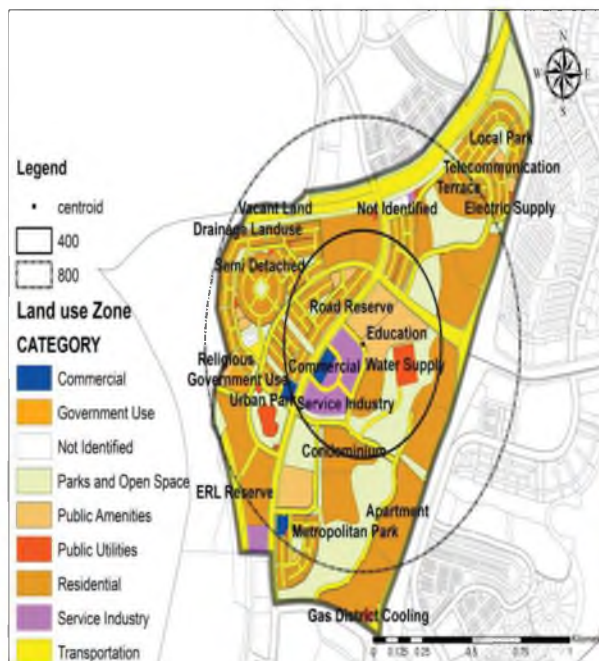 N
W E
S
Legend
centroid
400
800
Land use Zone
CATEGORY
Commercial
Government Use
Not Identified
Parks and Open Space
Public Amenities
Public Utilities
Residential
Service Industry
Transportation
Local Park
Telecommunication
Terrace
Electric Supply
Vacant Land
Not Identified
Drainage Landuse
Semi Detached
Road Reserve
Education
Religious
Commercial
Water Supply
Government Use
Urban Park
Service Industry
Condominium
ERL Reserve
Apartment
Metropolitan Park
Gas District Cooling
0 0.125 0.25 0.5 0.75 1